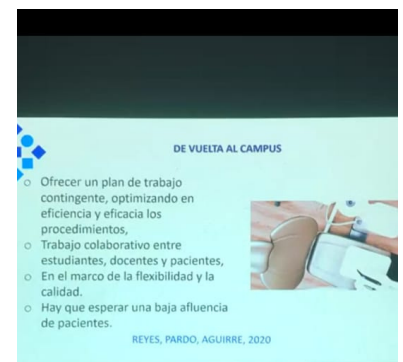 DE VUELTA AL CAMPUS
○ Ofrecer un plan de trabajo
contingente, optimizando en
eficiencia y eficacia los
procedimientos,
○ Trabajo colaborativo entre
estudiantes, docentes y pacientes,
○ En el marco de la flexibilidad y la
calidad.
○ Hay que esperar una baja afluencia
de pacientes.
REYES, PARDO, AGUIRRE, 2020